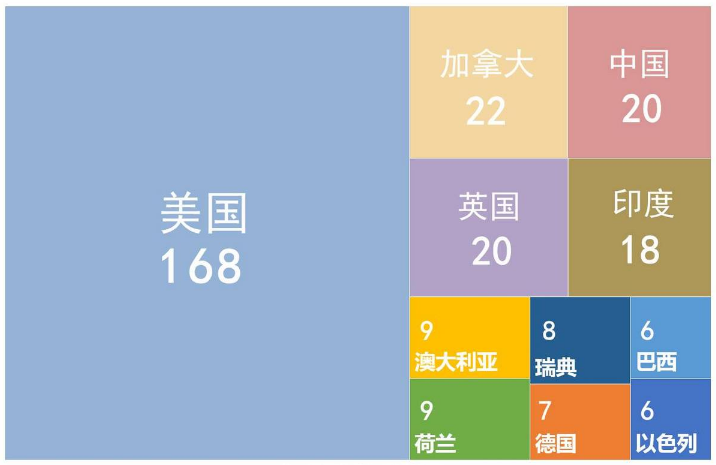 美国
168
加拿大
22
中国
20
英国
20
印度
18
9
澳大利亚
8
瑞典
6
巴西
9
荷兰
7
德国
6
以色列